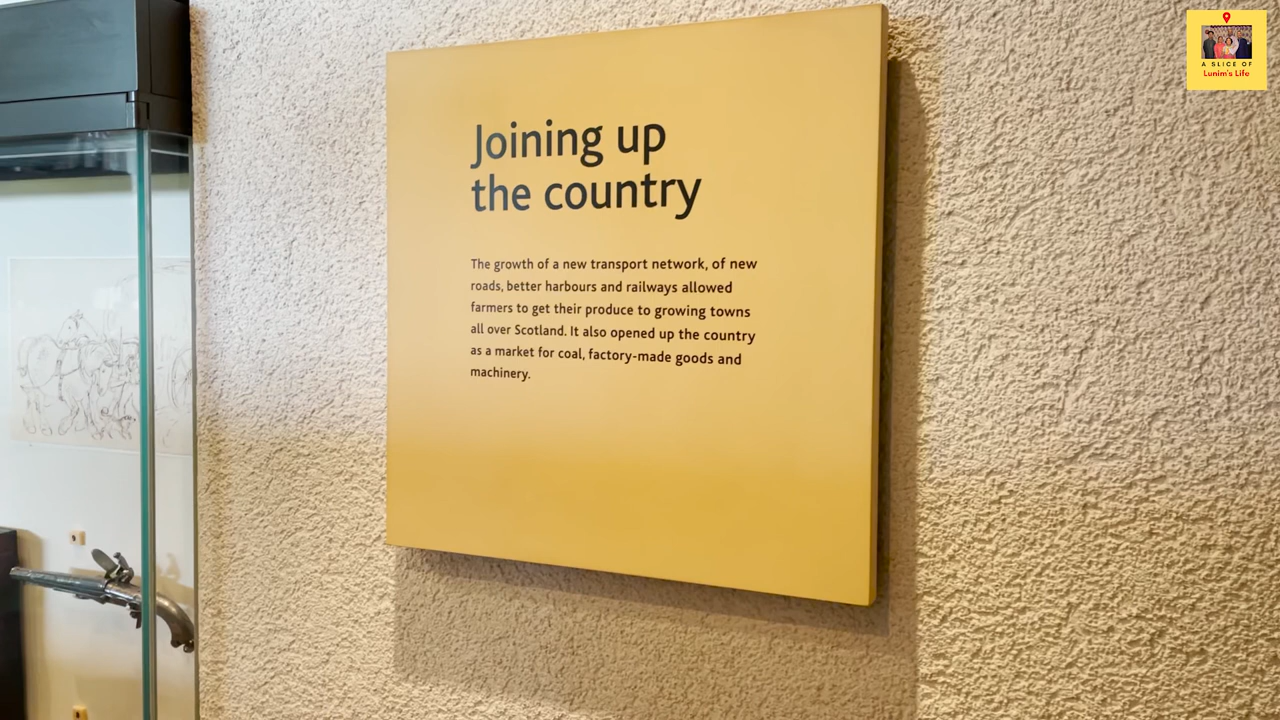 Joining up
the country
The growth of a new transport network, of new
roads, better harbours and railways allowed
farmers to get their produce to growing towns
all over Scotland. It also opened up the country
as a market for coal, factory-made goods and
machinery.
A SLICE OF
Lunim's Life